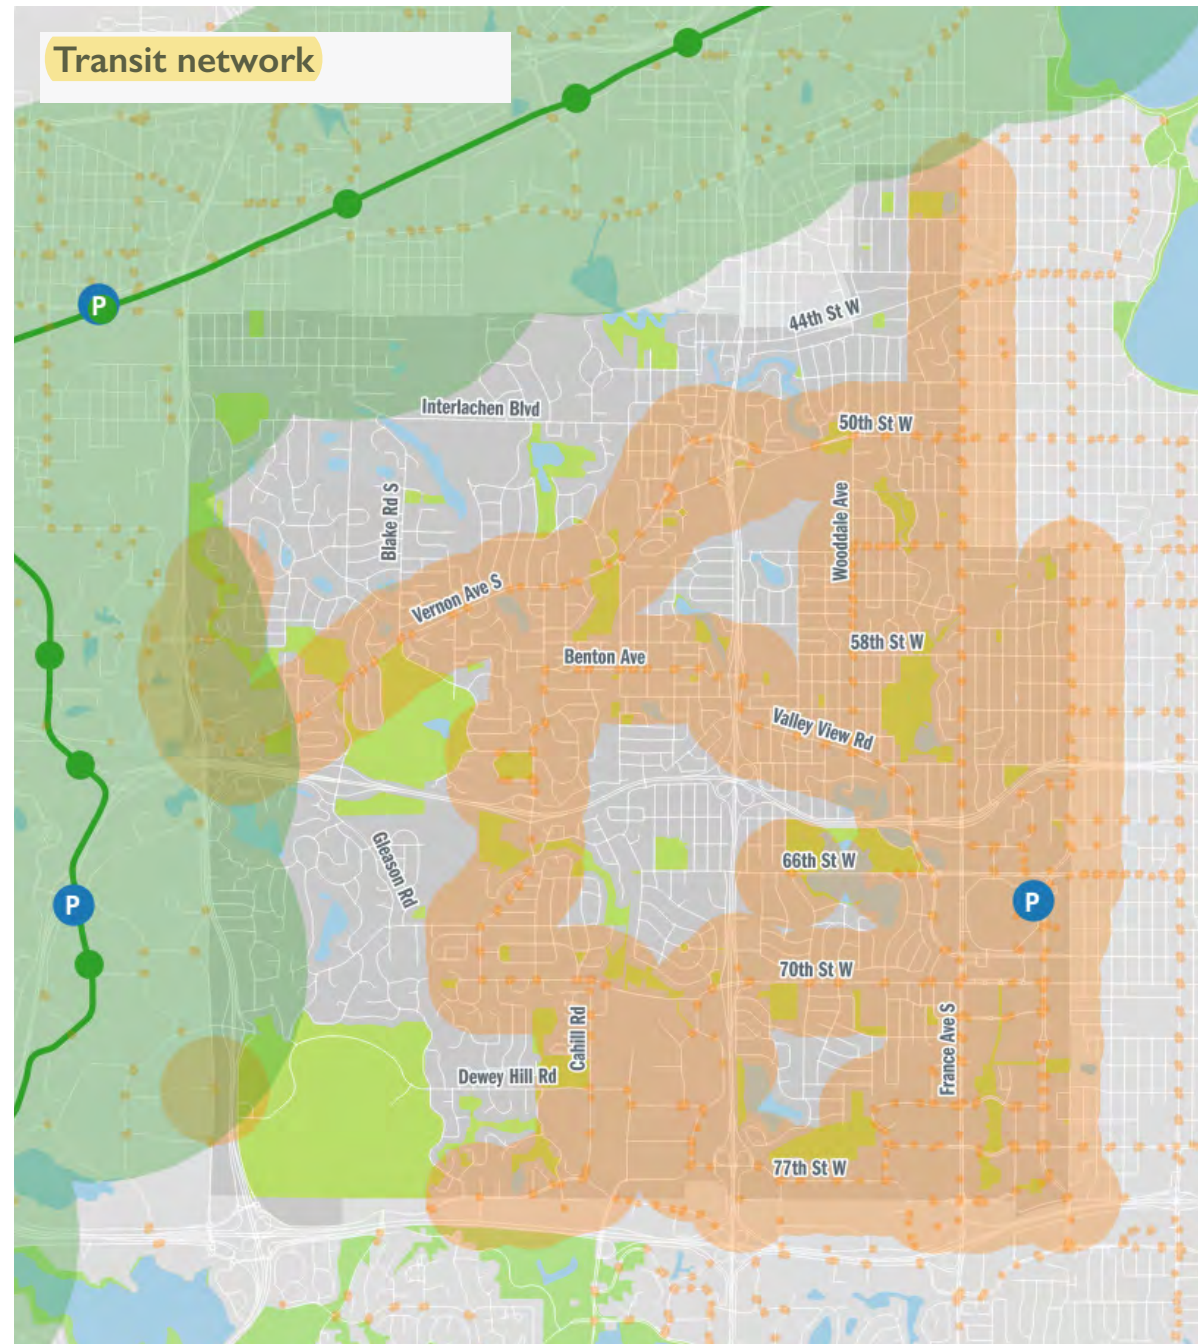 Transit network
P
44th St W
Interlachen Blvd
50th St W
Blake Rd S
Wooddale Ave
Vernon Ave S
58th St W
Benton Ave
Valley View Rd
Gleason Rd
66th St W
P
P
70th St W
Cahill Rd
France Ave S
Dewey Hill Rd
77th St W